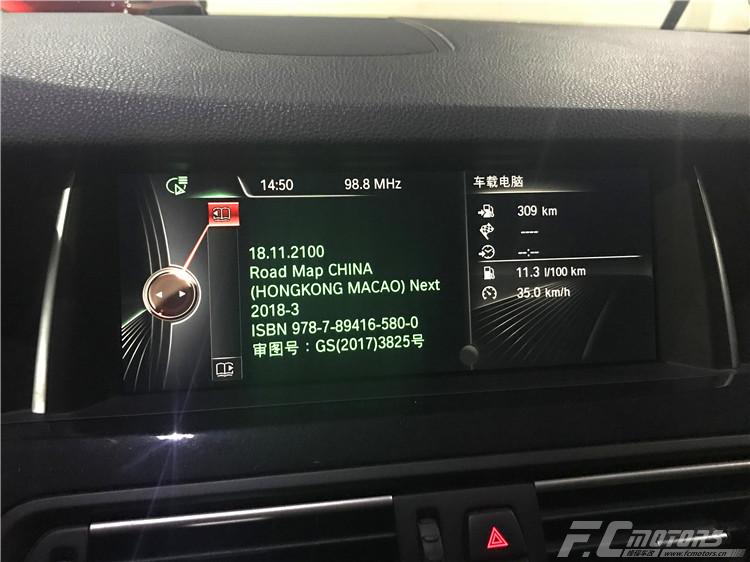 14:50
98.8 MHz
18.11.2100
Road Map CHINA
(HONGKONG MACAO) Next
2018-3
ISBN 978-7-89416-580-0
审图号：GS(2017)3825号
车载电脑
309 km
----
--:--
11.3 l/100 km
35.0 km/h
F.C MOTORS
www.fcmotors.cn